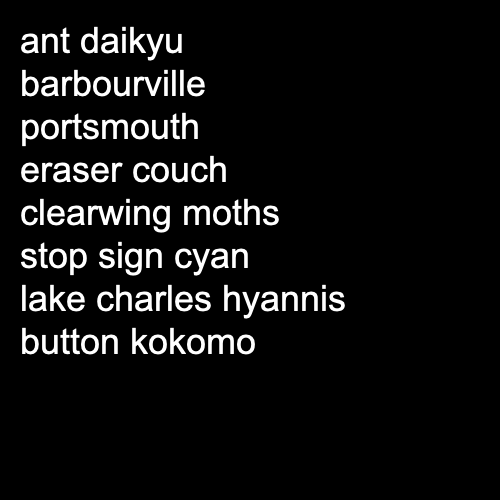 ant daikyu
barbourville
portsmouth
eraser couch
clearwing moths
stop sign cyan
lake charles hyannis
button kokomo